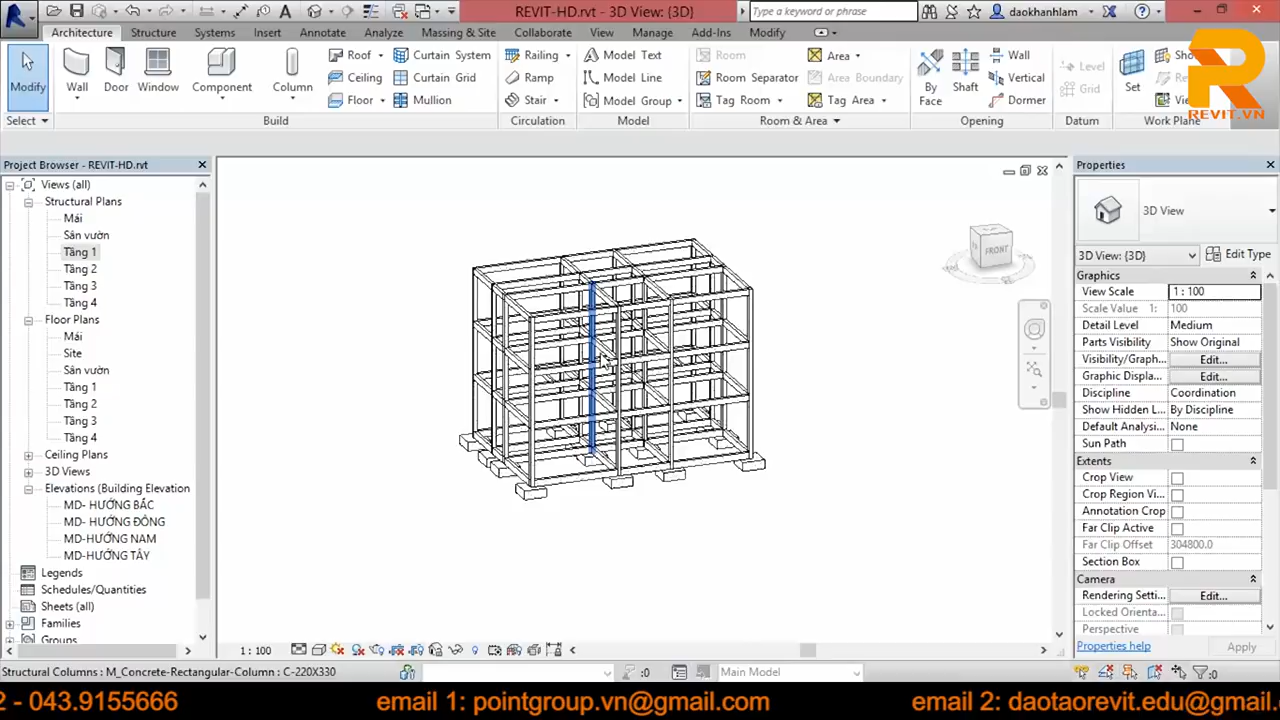 REVIT-HD.rvt - 3D View: {3D}
Type a keyword or phrase
daokhanhlam
Architecture
Structure
Systems
Insert
Annotate
Analyze
Massing & Site
Collaborate
View
Manage
Add-Ins
Modify
Modify
Wall
Door
Window
Component
Column
Roof
Ceiling
Floor
Curtain System
Curtain Grid
Mullion
Railing
Ramp
Stair
Model Text
Model Line
Model Group
Room
Room Separator
Tag Room
Area
Area Boundary
Tag Area
By Face
Shaft
Wall
Vertical
Dormer
Level
Grid
Set
REVIT.VN
Select
Build
Circulation
Model
Room & Area
Opening
Datum
Work Plane
Project Browser - REVIT-HD.rvt
Views (all)
Structural Plans
Mái
Sân vườn
Tầng 1
Tầng 2
Tầng 3
Tầng 4
Floor Plans
Mái
Site
Sân vườn
Tầng 1
Tầng 2
Tầng 3
Tầng 4
Ceiling Plans
3D Views
Elevations (Building Elevation
MD- HƯỚNG BẮC
MD- HƯỚNG ĐÔNG
MD-HƯỚNG NAM
MD-HƯỚNG TÂY
Legends
Schedules/Quantities
Sheets (all)
Families
Groups
FRONT
Properties
3D View
3D View: {3D}
Edit Type
Graphics
View Scale 1 : 100
Scale Value 1: 100
Detail Level Medium
Parts Visibility Show Original
Visibility/Graph... Edit...
Graphic Displa... Edit...
Discipline Coordination
Show Hidden L... By Discipline
Default Analysi... None
Sun Path
Extents
Crop View
Crop Region Vi...
Annotation Crop
Far Clip Active
Far Clip Offset 304800.0
Section Box
Camera
Rendering Setti... Edit...
Locked Orienta...
Perspective
Properties help
Apply
1 : 100
Structural Columns : M_Concrete-Rectangular-Column : C-220X330
:0
Main Model
:0
2 - 043.9155666 email 1: pointgroup.vn@gmail.com email 2: daotaorevit.edu@gmail.